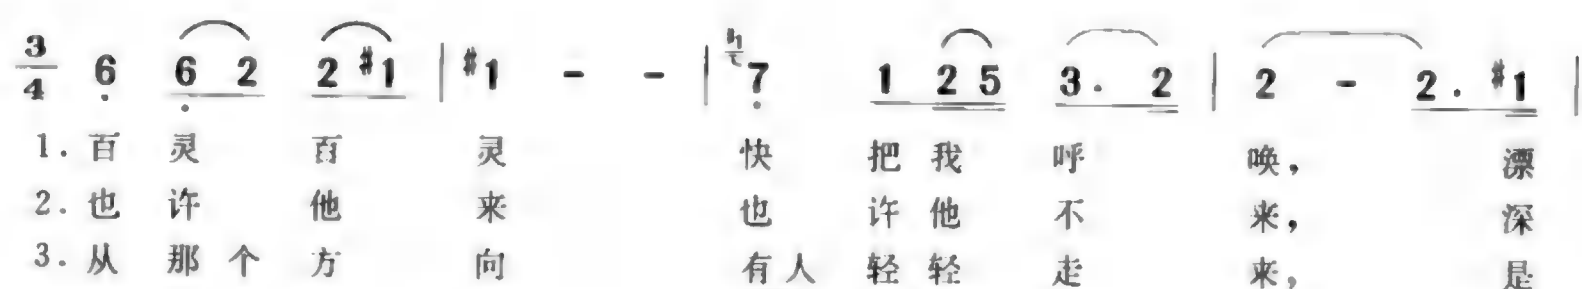 3/4 6 6 2 2 #1 | #1 - - | 7 1 2 5 3. 2 | 2 - 2. #1 |
1. 百 灵 百 灵 快 把 我 呼 唤, 漂
2. 也 许 他 来 也 许 他 不 来, 深
3. 从 那 个 方 向 有 人 轻 轻 走 来, 是